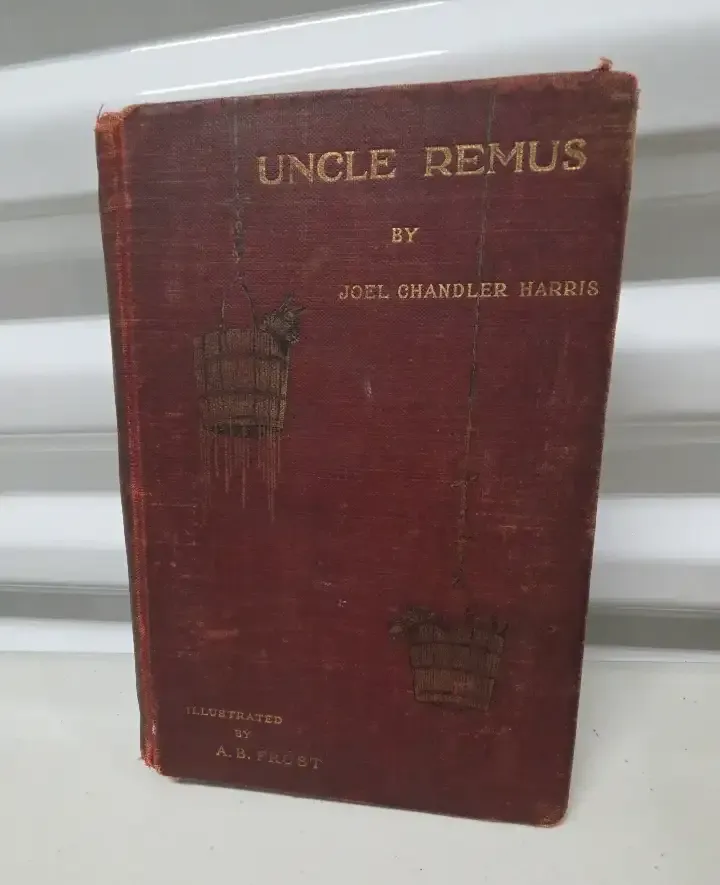 UNCLE REMUS
BY
JOEL CHANDLER HARRIS
ILLUSTRATED
BY
A. B. FROST